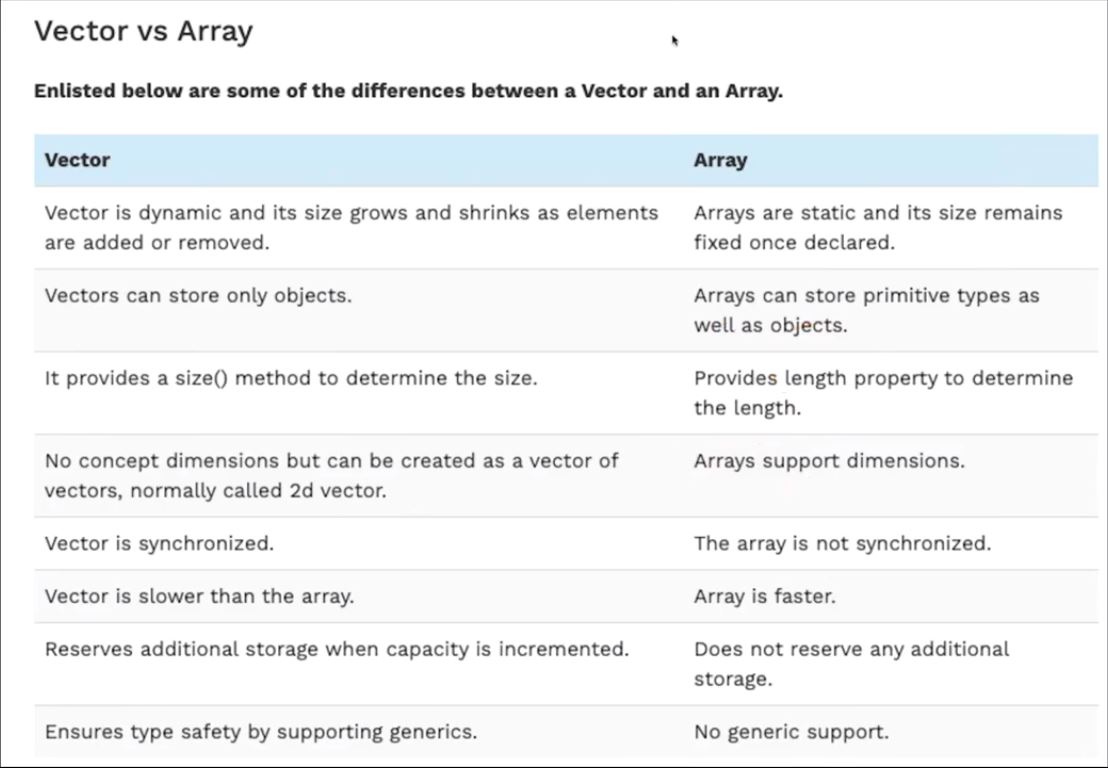 Vector vs Array
Enlisted below are some of the differences between a Vector and an Array.
Vector
Array
Vector is dynamic and its size grows and shrinks as elements
are added or removed.
Arrays are static and its size remains
fixed once declared.
Vectors can store only objects.
Arrays can store primitive types as
well as objects.
It provides a size() method to determine the size.
Provides length property to determine
the length.
No concept dimensions but can be created as a vector of
vectors, normally called 2d vector.
Arrays support dimensions.
Vector is synchronized.
The array is not synchronized.
Vector is slower than the array.
Array is faster.
Reserves additional storage when capacity is incremented.
Does not reserve any additional
storage.
Ensures type safety by supporting generics.
No generic support.